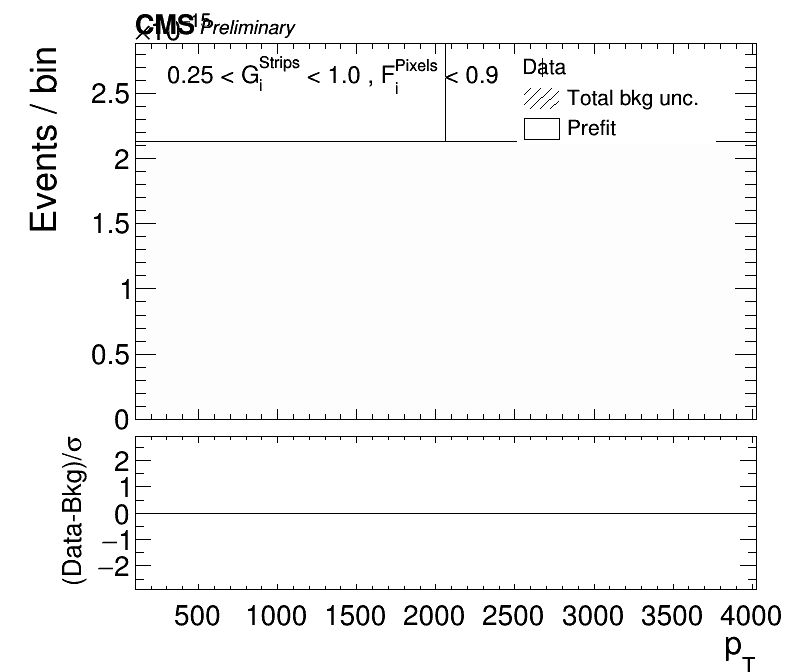 CMS Preliminary
×10^15
Events / bin
0.25 < G_i^Strips < 1.0 , F_i^Pixels < 0.9
Data
Total bkg unc.
Prefit
2.5
2
1.5
1
0.5
0
(Data-Bkg)/σ
2
1
0
−1
−2
500 1000 1500 2000 2500 3000 3500 4000
p_T